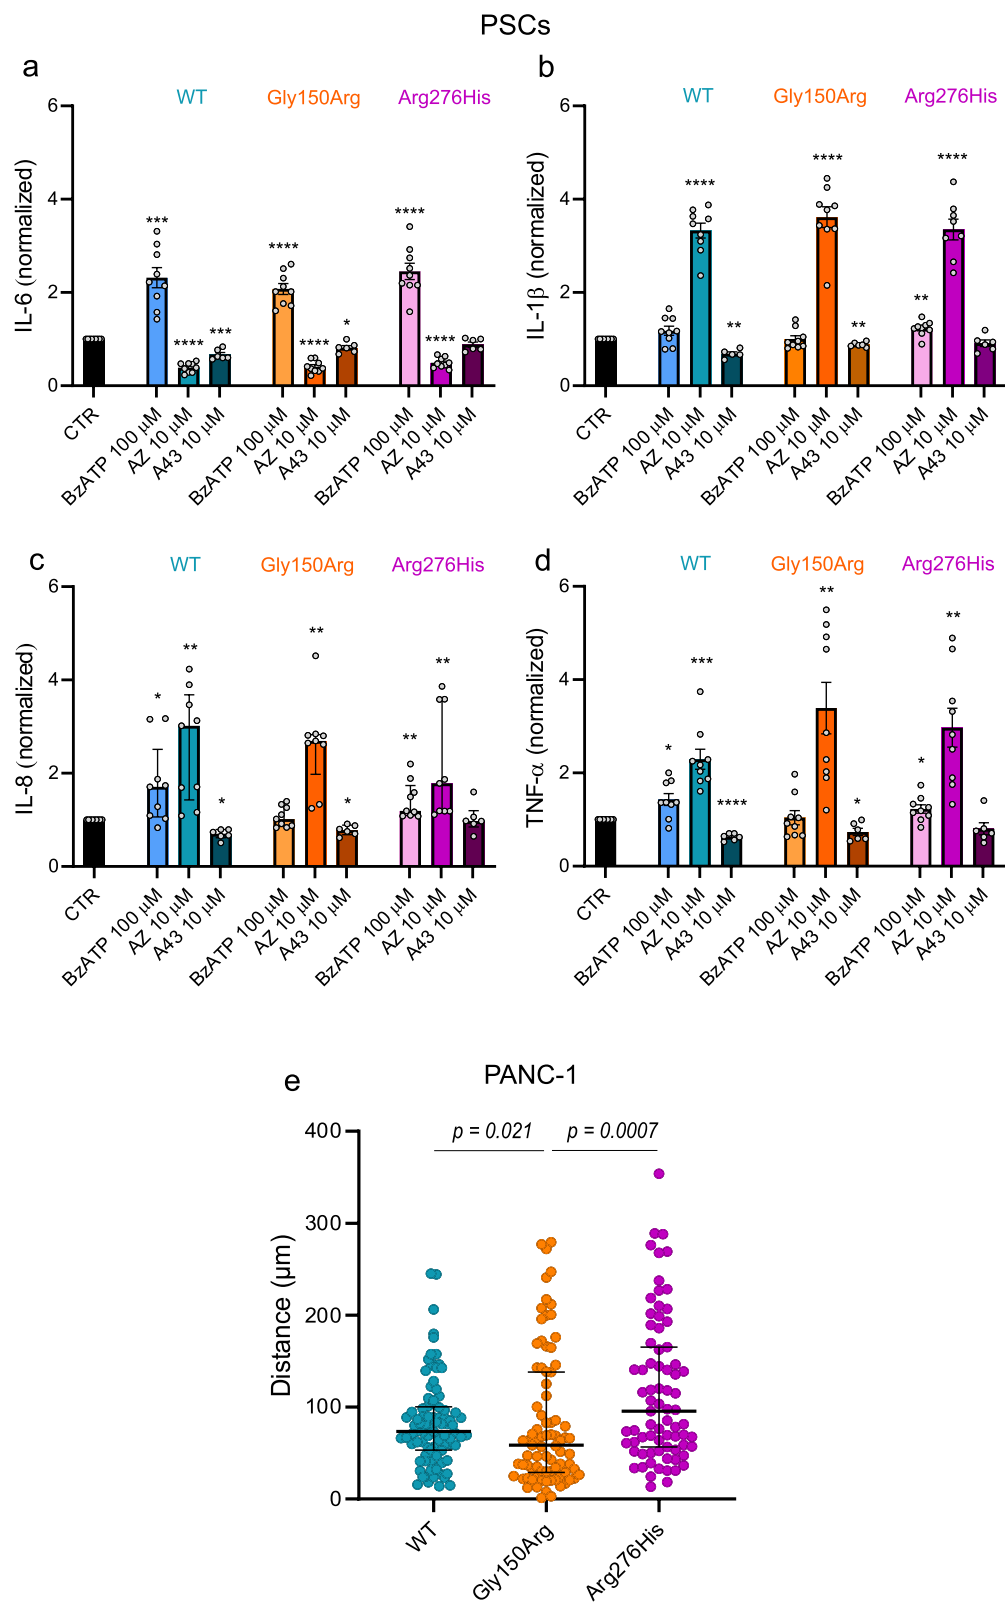 PSCs
a
WT Gly150Arg Arg276His
IL-6 (normalized)
6
4
2
0
*** **** *** **** **** * **** ****
CTR
BzATP 100 µM
AZ 10 µM
A43 10 µM
BzATP 100 µM
AZ 10 µM
A43 10 µM
BzATP 100 µM
AZ 10 µM
A43 10 µM
b
WT Gly150Arg Arg276His
IL-1β (normalized)
6
4
2
0
**** ** **** ** ** ****
CTR
BzATP 100 µM
AZ 10 µM
A43 10 µM
BzATP 100 µM
AZ 10 µM
A43 10 µM
BzATP 100 µM
AZ 10 µM
A43 10 µM
c
WT Gly150Arg Arg276His
IL-8 (normalized)
6
4
2
0
* ** * ** * ** **
CTR
BzATP 100 µM
AZ 10 µM
A43 10 µM
BzATP 100 µM
AZ 10 µM
A43 10 µM
BzATP 100 µM
AZ 10 µM
A43 10 µM
d
WT Gly150Arg Arg276His
TNF-α (normalized)
6
4
2
0
* *** **** ** * * **
CTR
BzATP 100 µM
AZ 10 µM
A43 10 µM
BzATP 100 µM
AZ 10 µM
A43 10 µM
BzATP 100 µM
AZ 10 µM
A43 10 µM
e
PANC-1
p = 0.021 p = 0.0007
Distance (µm)
400
300
200
100
0
WT
Gly150Arg
Arg276His